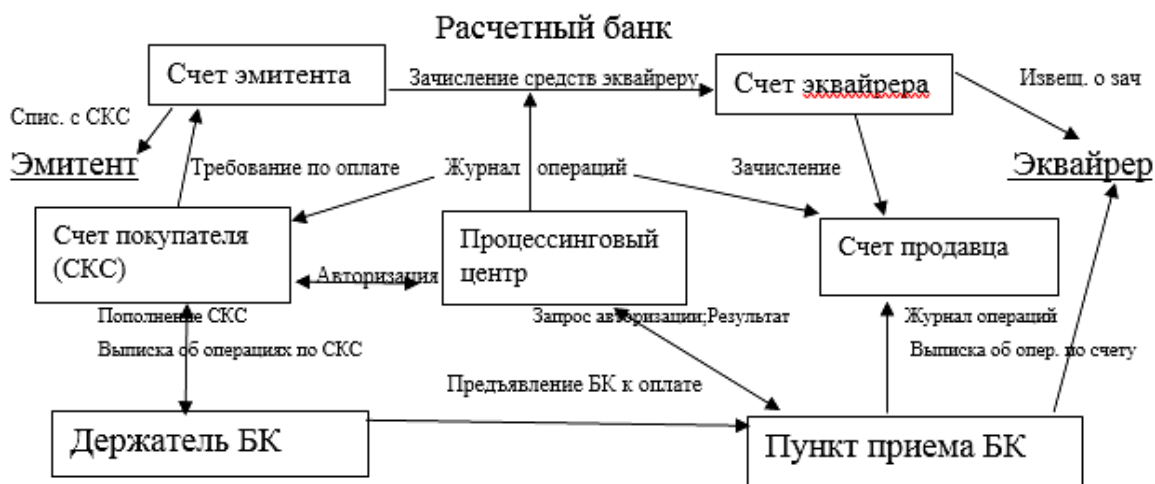 Расчетный банк
Счет эмитента
Зачисление средств эквайреру
Счет эквайрера
Извещ. о зач
Спис. с СКС
Эмитент
Требование по оплате
Журнал операций
Зачисление
Эквайрер
Счет покупателя
(СКС)
Процессинговый
центр
Счет продавца
Авторизация
Пополнение СКС
Запрос авторизации;Результат
Журнал операций
Выписка об операциях по СКС
Выписка об опер. по счету
Предъявление БК к оплате
Держатель БК
Пункт приема БК